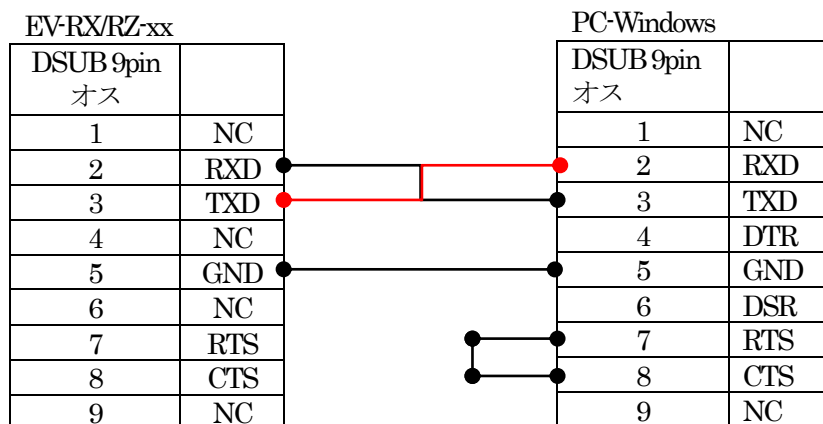 EV-RX/RZ-xx
DSUB 9pin
オス
1 NC
2 RXD
3 TXD
4 NC
5 GND
6 NC
7 RTS
8 CTS
9 NC
PC-Windows
DSUB 9pin
オス
1 NC
2 RXD
3 TXD
4 DTR
5 GND
6 DSR
7 RTS
8 CTS
9 NC